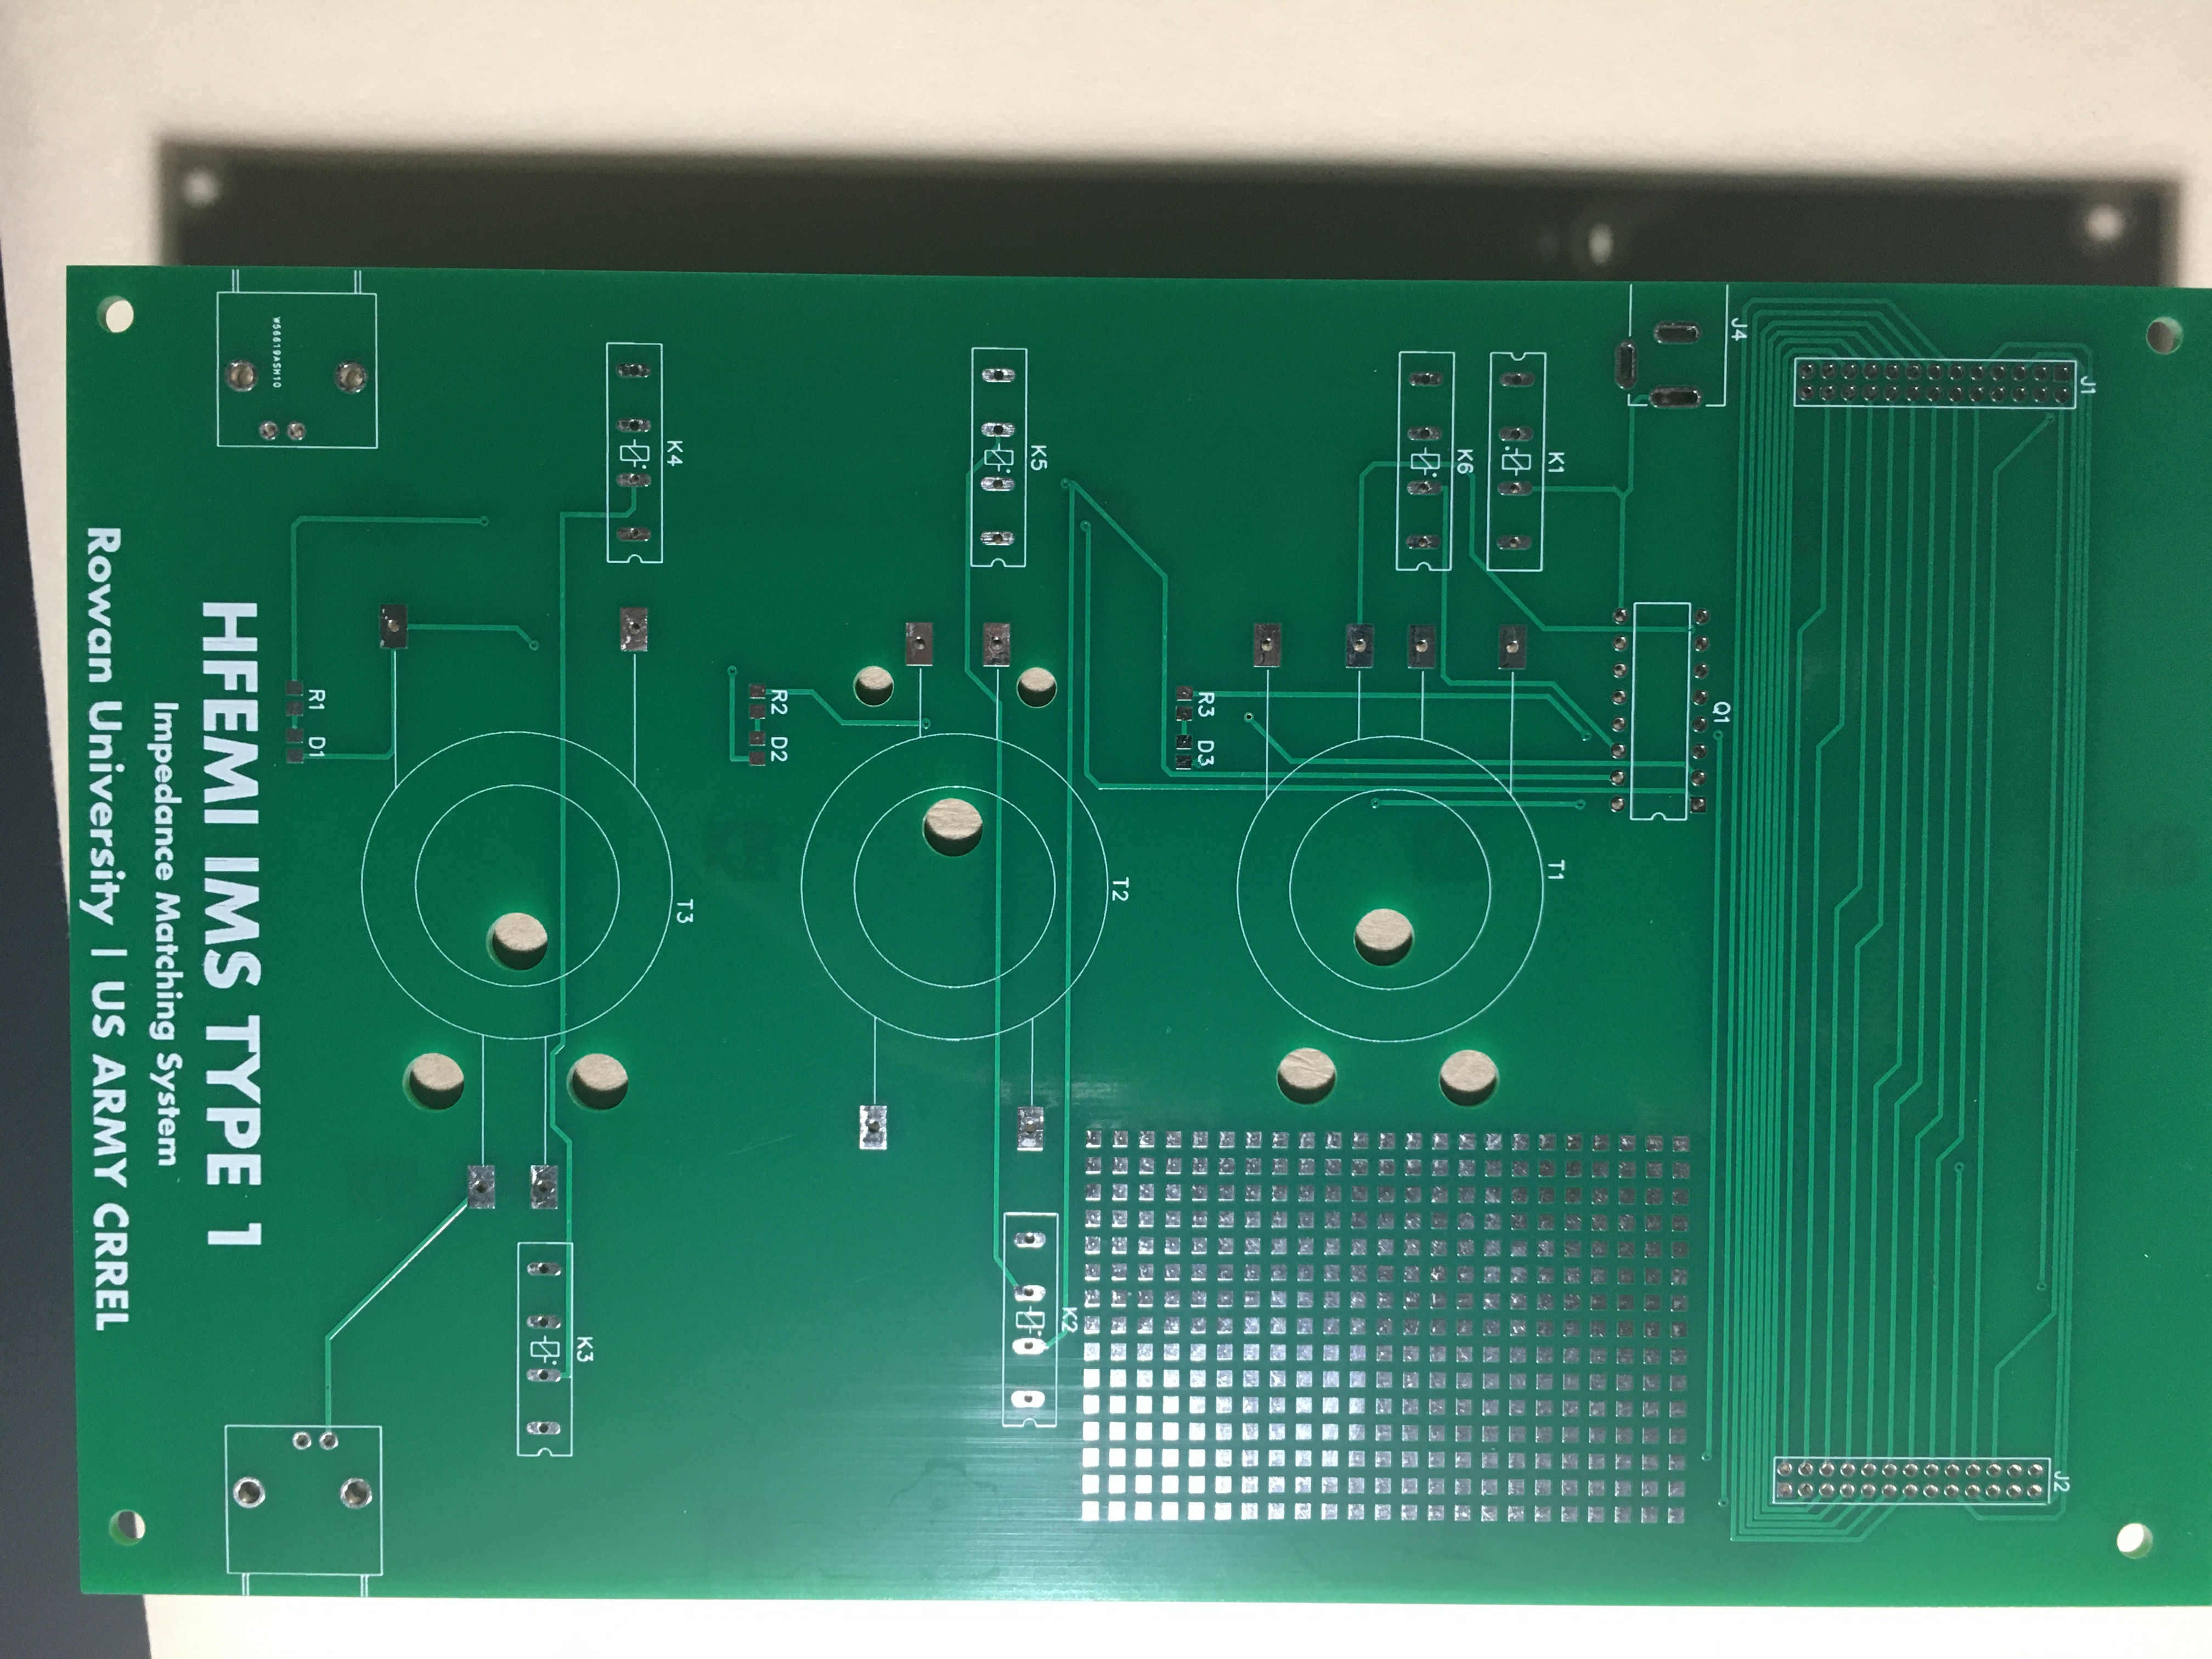 J1
J2
J4
Q1
K1
T1
K6
R3 D3
T2
K2
K5
R2 D2
T3
K4
K3
R1 D1
W56619ASH10
HFEMI IMS TYPE 1
Impedance Matching System
Rowan University | US ARMY CRREL